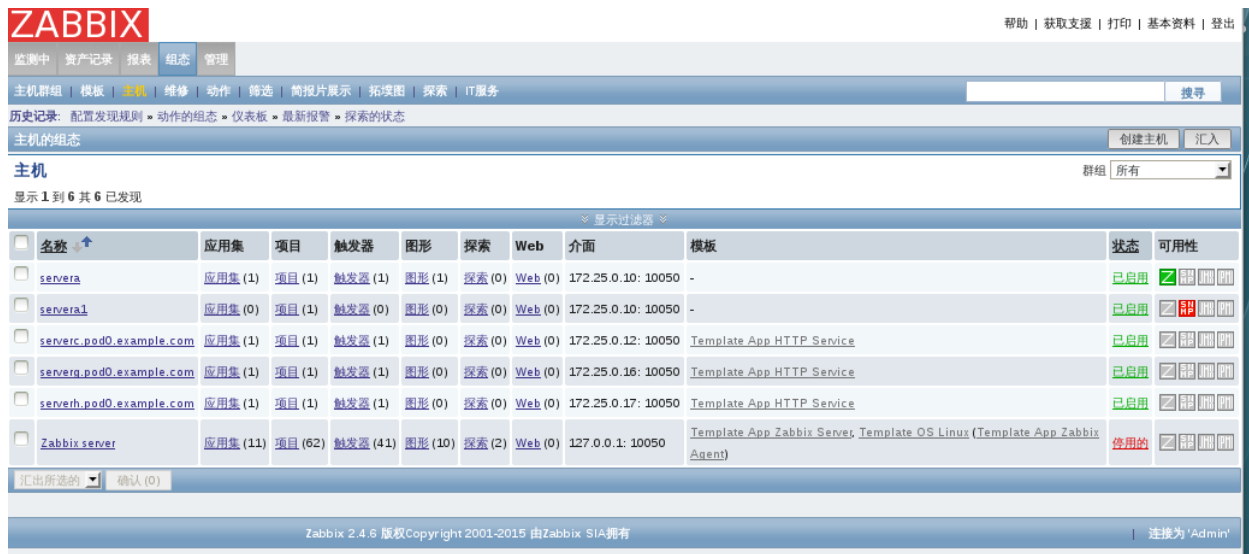 ZABBIX
帮助 | 获取支援 | 打印 | 基本资料 | 登出
监测中 资产记录 报表 组态 管理
主机群组 | 模板 | 主机 | 维修 | 动作 | 筛选 | 简报片展示 | 拓墣图 | 探索 | IT服务 搜寻
历史记录: 配置发现规则 » 动作的组态 » 仪表板 » 最新报警 » 探索的状态
主机的组态 创建主机 汇入
主机 群组 所有
显示 1 到 6 其 6 已发现
显示过滤器
名称 应用集 项目 触发器 图形 探索 Web 介面 模板 状态 可用性
servera 应用集 (1) 项目 (1) 触发器 (1) 图形 (1) 探索 (0) Web (0) 172.25.0.10: 10050 - 已启用 Z SNMP JMX IPMI
servera1 应用集 (0) 项目 (1) 触发器 (0) 图形 (0) 探索 (0) Web (0) 172.25.0.10: 10050 - 已启用 Z SNMP JMX IPMI
serverc.pod0.example.com 应用集 (1) 项目 (1) 触发器 (1) 图形 (0) 探索 (0) Web (0) 172.25.0.12: 10050 Template App HTTP Service 已启用 Z SNMP JMX IPMI
serverg.pod0.example.com 应用集 (1) 项目 (1) 触发器 (1) 图形 (0) 探索 (0) Web (0) 172.25.0.16: 10050 Template App HTTP Service 已启用 Z SNMP JMX IPMI
serverh.pod0.example.com 应用集 (1) 项目 (1) 触发器 (1) 图形 (0) 探索 (0) Web (0) 172.25.0.17: 10050 Template App HTTP Service 已启用 Z SNMP JMX IPMI
Zabbix server 应用集 (11) 项目 (62) 触发器 (41) 图形 (10) 探索 (2) Web (0) 127.0.0.1: 10050 Template App Zabbix Server, Template OS Linux (Template App Zabbix Agent) 停用的 Z SNMP JMX IPMI
汇出所选的 确认 (0)
Zabbix 2.4.6 版权Copyright 2001-2015 由Zabbix SIA拥有 | 连接为 'Admin'